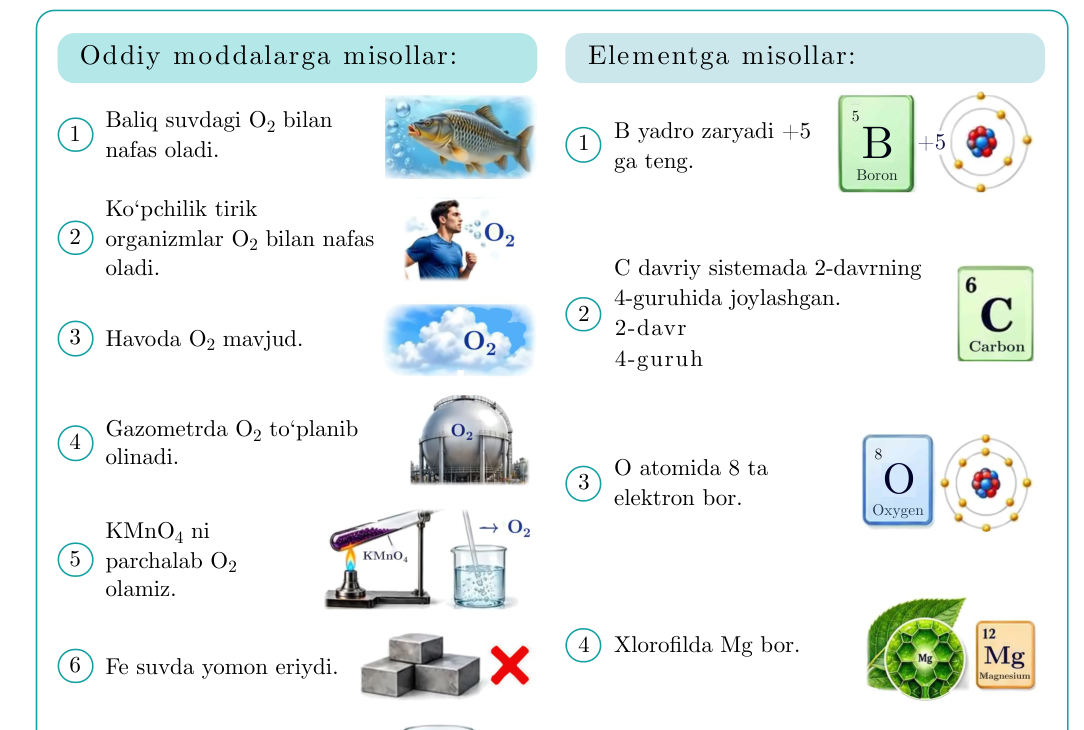 Oddiy moddalarga misollar:
1
Baliq suvdagi O₂ bilan
nafas oladi.
2
Ko‘pchilik tirik
organizmlar O₂ bilan nafas
oladi.
O₂
3
Havoda O₂ mavjud.
O₂
4
Gazometrda O₂ to‘planib
olinadi.
O₂
5
KMnO₄ ni
parchalab O₂
olamiz.
KMnO₄
→ O₂
6
Fe suvda yomon eriydi.
Elementga misollar:
1
B yadro zaryadi +5
ga teng.
5
B
Boron
+5
2
C davriy sistemada 2-davrning
4-guruhida joylashgan.
2-davr
4-guruh
6
C
Carbon
3
O atomida 8 ta
elektron bor.
8
O
Oxygen
4
Xlorofilda Mg bor.
Mg
12
Mg
Magnesium